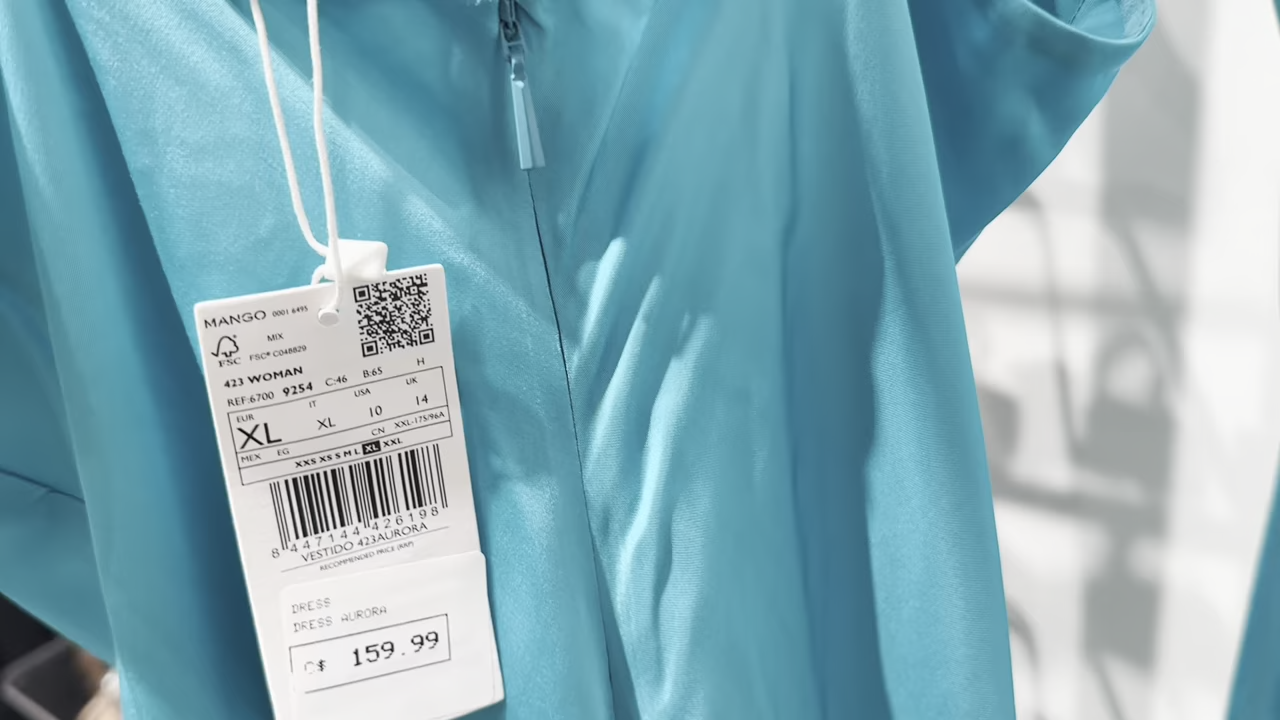 MANGO 0001 6495
MIX
FSC FSC® C048829
423 WOMAN
REF:6700 9254 C:46 B:65 H
EUR IT USA UK
XL XL 10 14
MEX EG CN XXL-175/96A
XXS XS S M L XL XXL
8 447144 426198
VESTIDO 423AURORA
RECOMMENDED PRICE (RRP)
DRESS
DRESS AURORA
C$ 159.99